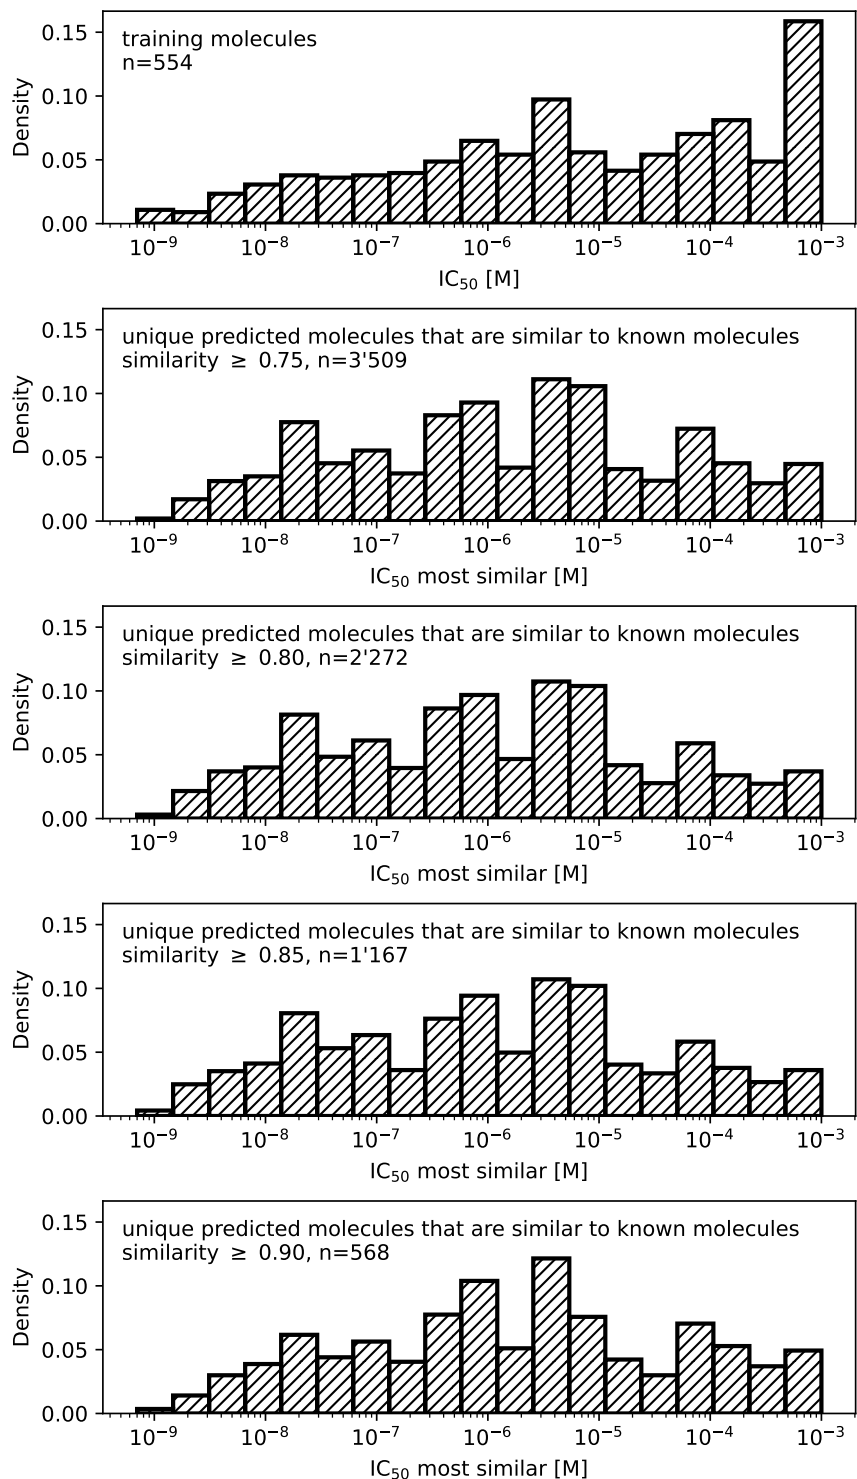 training molecules
n=554
Density
0.15
0.10
0.05
0.00
10⁻⁹ 10⁻⁸ 10⁻⁷ 10⁻⁶ 10⁻⁵ 10⁻⁴ 10⁻³
IC₅₀ [M]
unique predicted molecules that are similar to known molecules
similarity ≥ 0.75, n=3'509
Density
0.15
0.10
0.05
0.00
10⁻⁹ 10⁻⁸ 10⁻⁷ 10⁻⁶ 10⁻⁵ 10⁻⁴ 10⁻³
IC₅₀ most similar [M]
unique predicted molecules that are similar to known molecules
similarity ≥ 0.80, n=2'272
Density
0.15
0.10
0.05
0.00
10⁻⁹ 10⁻⁸ 10⁻⁷ 10⁻⁶ 10⁻⁵ 10⁻⁴ 10⁻³
IC₅₀ most similar [M]
unique predicted molecules that are similar to known molecules
similarity ≥ 0.85, n=1'167
Density
0.15
0.10
0.05
0.00
10⁻⁹ 10⁻⁸ 10⁻⁷ 10⁻⁶ 10⁻⁵ 10⁻⁴ 10⁻³
IC₅₀ most similar [M]
unique predicted molecules that are similar to known molecules
similarity ≥ 0.90, n=568
Density
0.15
0.10
0.05
0.00
10⁻⁹ 10⁻⁸ 10⁻⁷ 10⁻⁶ 10⁻⁵ 10⁻⁴ 10⁻³
IC₅₀ most similar [M]